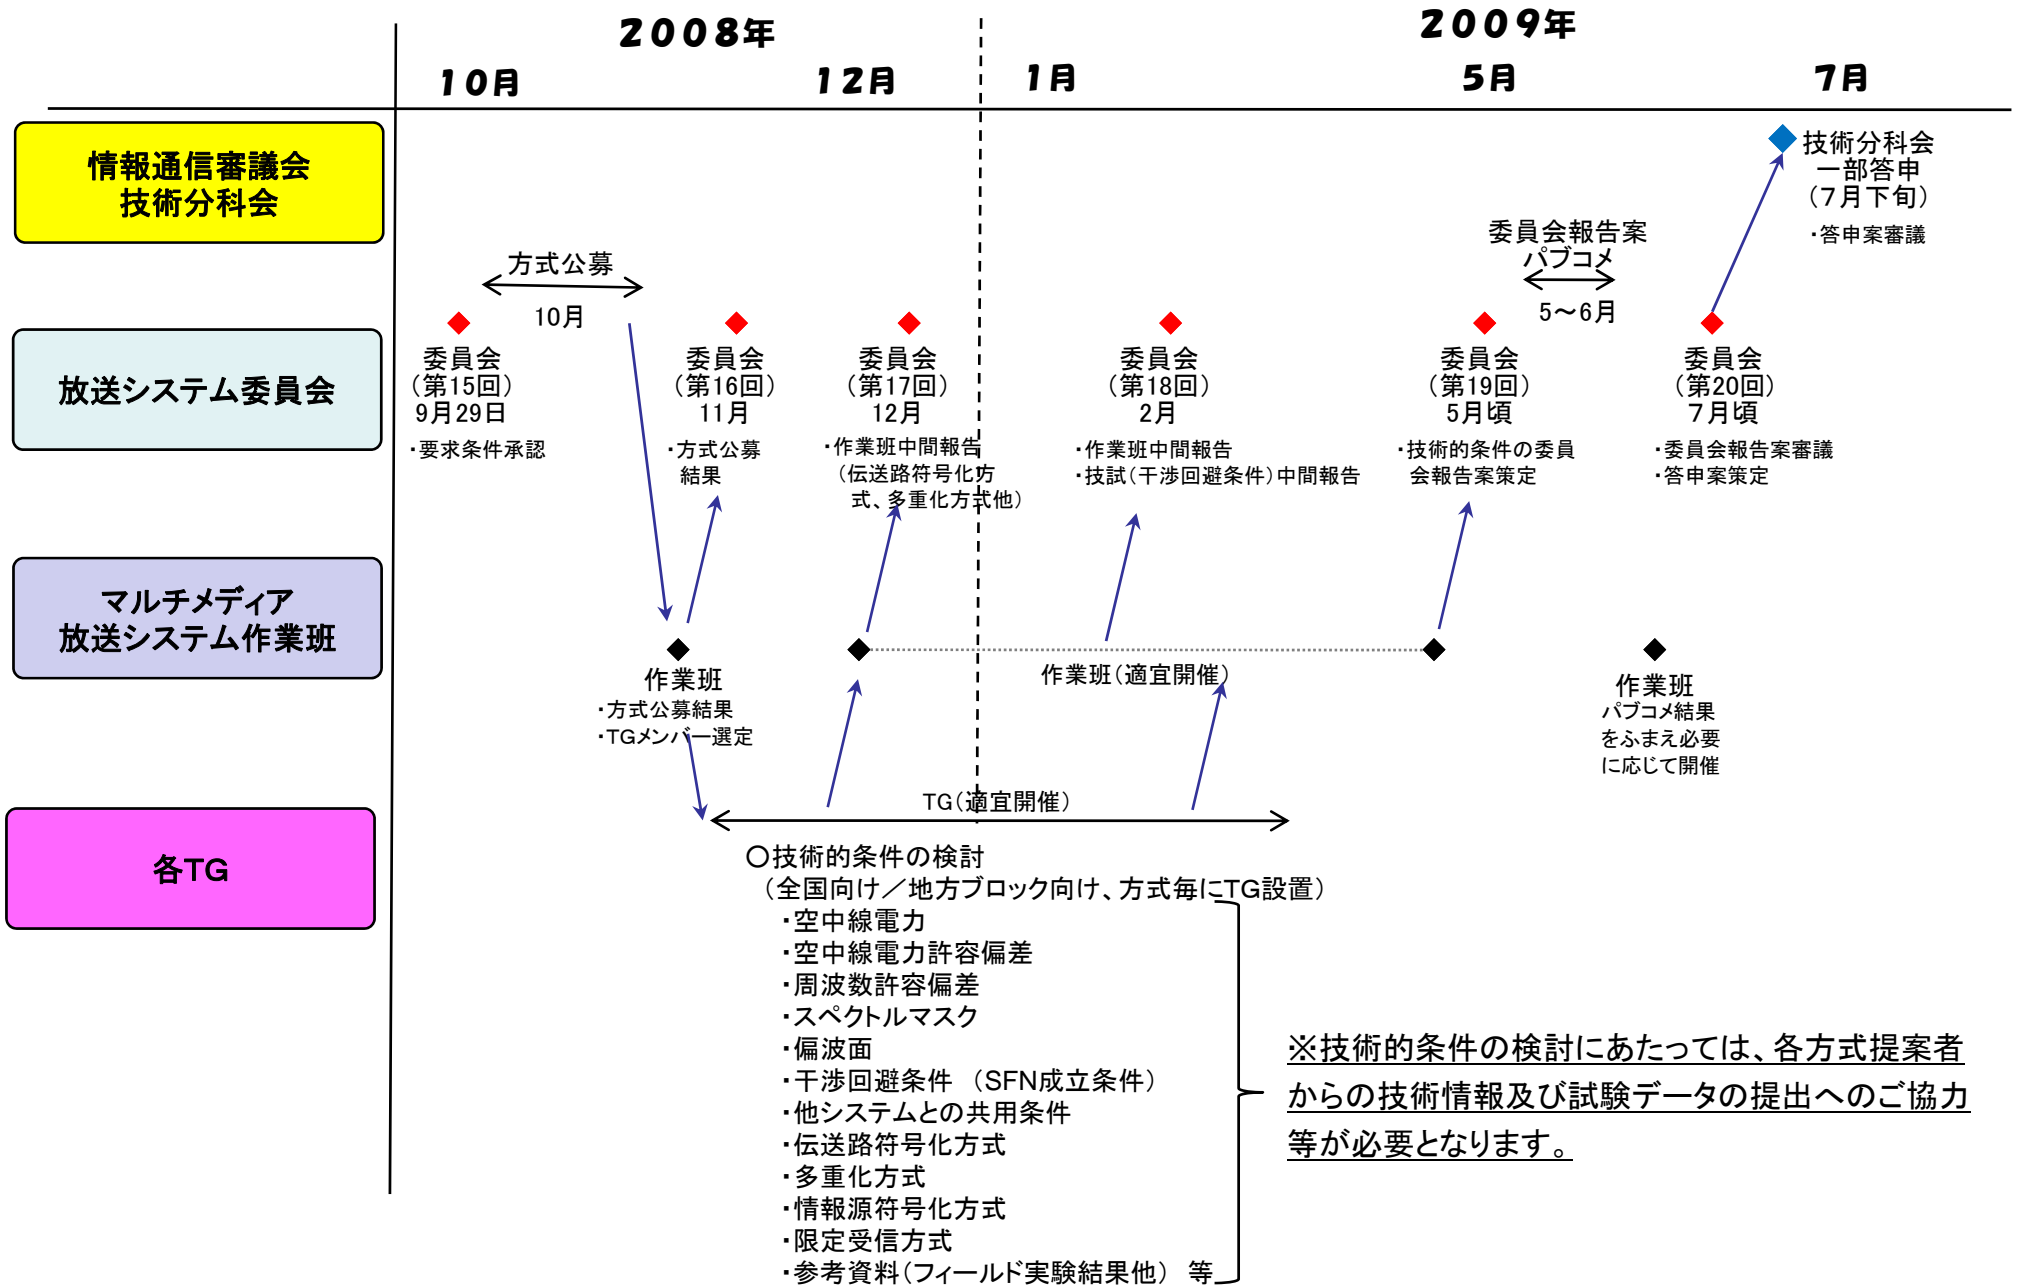 ２００８年
２００９年
１０月
１２月
１月
５月
７月
情報通信審議会
技術分科会
技術分科会
一部答申
（７月下旬）
・答申案審議
方式公募
10月
委員会報告案
パブコメ
5～6月
放送システム委員会
委員会
（第15回）
9月29日
・要求条件承認
委員会
（第16回）
11月
・方式公募
結果
委員会
（第17回）
12月
・作業班中間報告
（伝送路符号化方
式、多重化方式他）
委員会
（第18回）
2月
・作業班中間報告
・技試（干渉回避条件）中間報告
委員会
（第19回）
5月頃
・技術的条件の委員
会報告案策定
委員会
（第20回）
7月頃
・委員会報告案審議
・答申案策定
マルチメディア
放送システム作業班
作業班
・方式公募結果
・TGメンバー選定
作業班（適宜開催）
作業班
パブコメ結果
をふまえ必要
に応じて開催
各TG
TG（適宜開催）
○技術的条件の検討
（全国向け／地方ブロック向け、方式毎にTG設置）
・空中線電力
・空中線電力許容偏差
・周波数許容偏差
・スペクトルマスク
・偏波面
・干渉回避条件　（SFN成立条件）
・他システムとの共用条件
・伝送路符号化方式
・多重化方式
・情報源符号化方式
・限定受信方式
・参考資料（フィールド実験結果他）　等
※技術的条件の検討にあたっては、各方式提案者
からの技術情報及び試験データの提出へのご協力
等が必要となります。